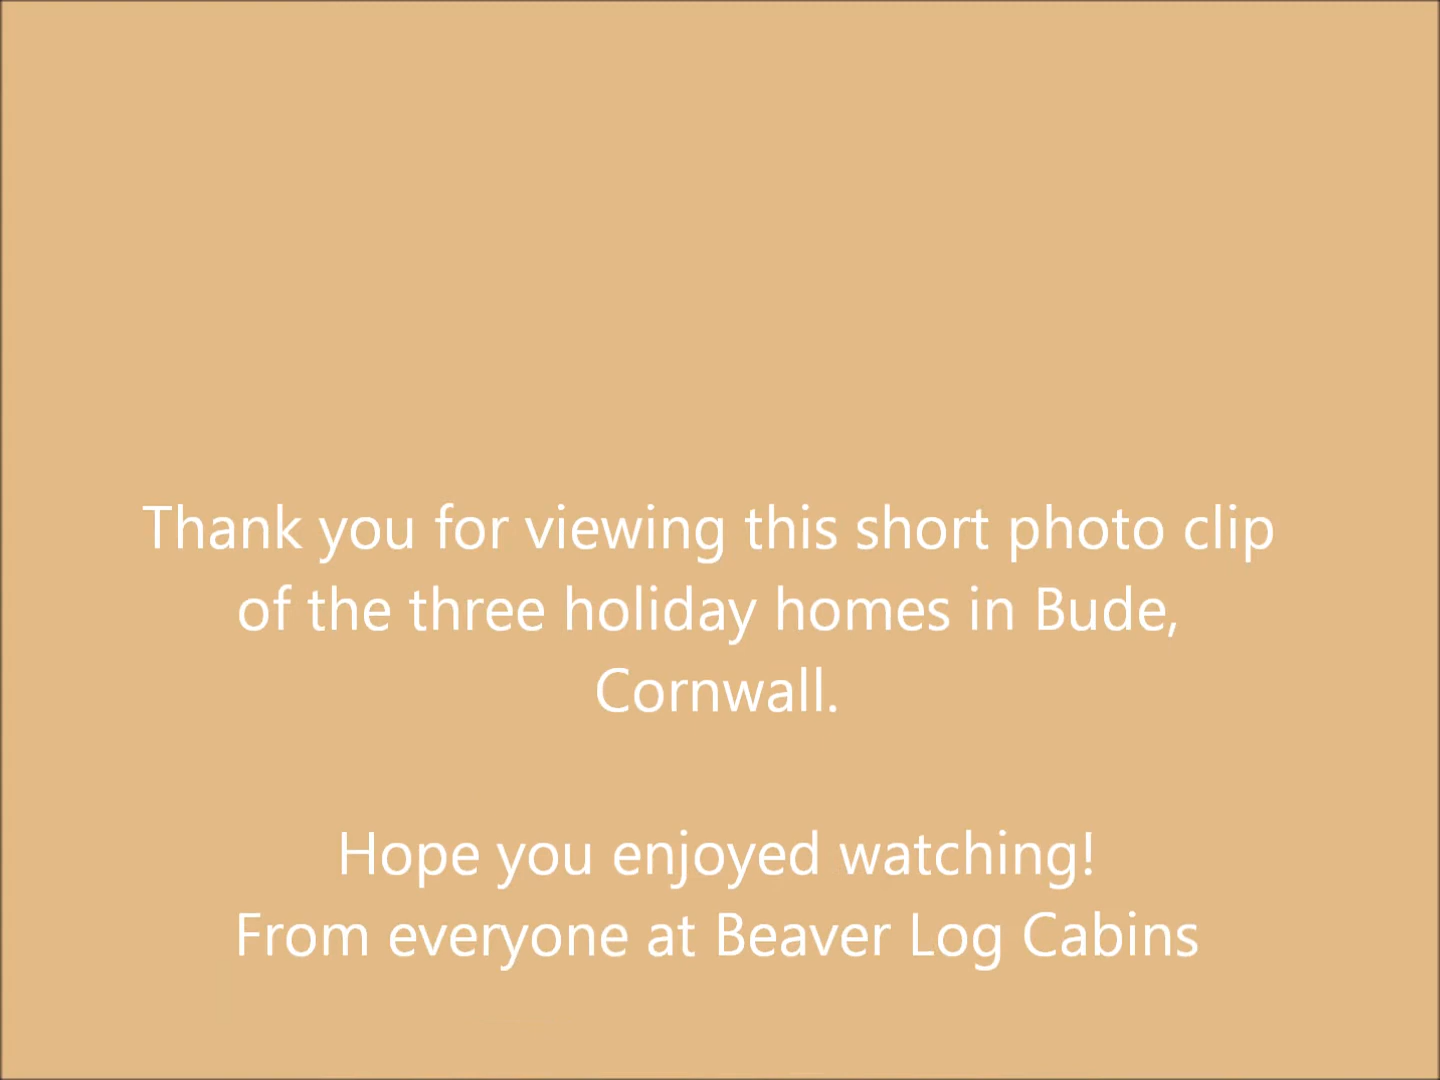 Thank you for viewing this short photo clip
of the three holiday homes in Bude,
Cornwall.
Hope you enjoyed watching!
From everyone at Beaver Log Cabins